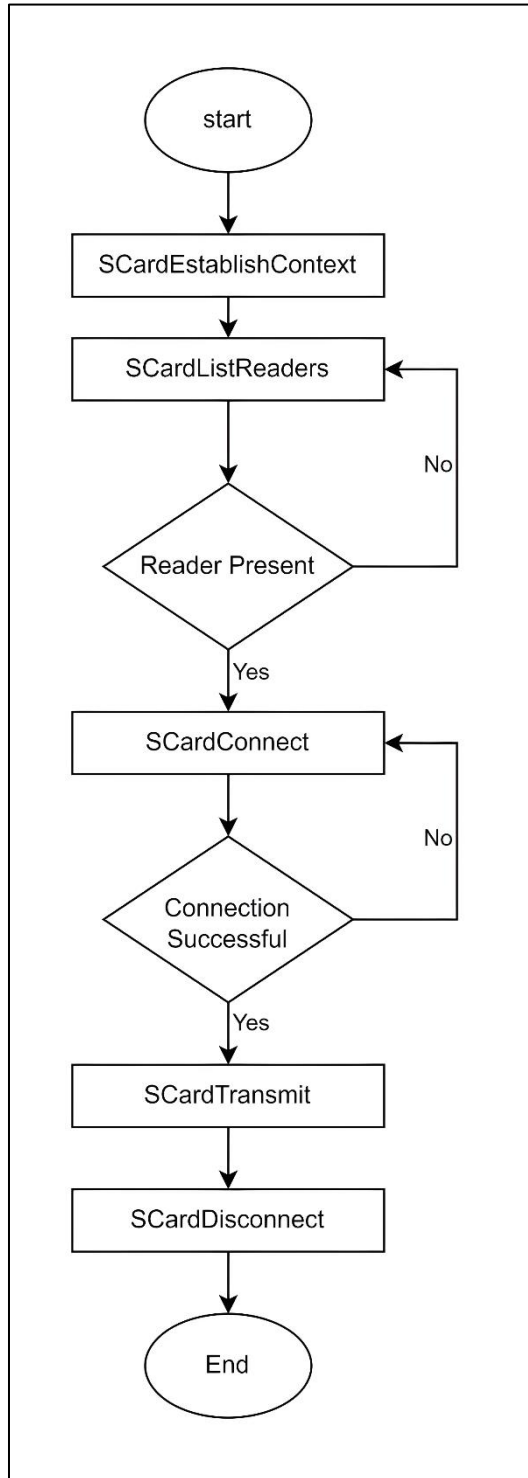 start
SCardEstablishContext
SCardListReaders
No
Reader Present
Yes
SCardConnect
No
Connection
Successful
Yes
SCardTransmit
SCardDisconnect
End